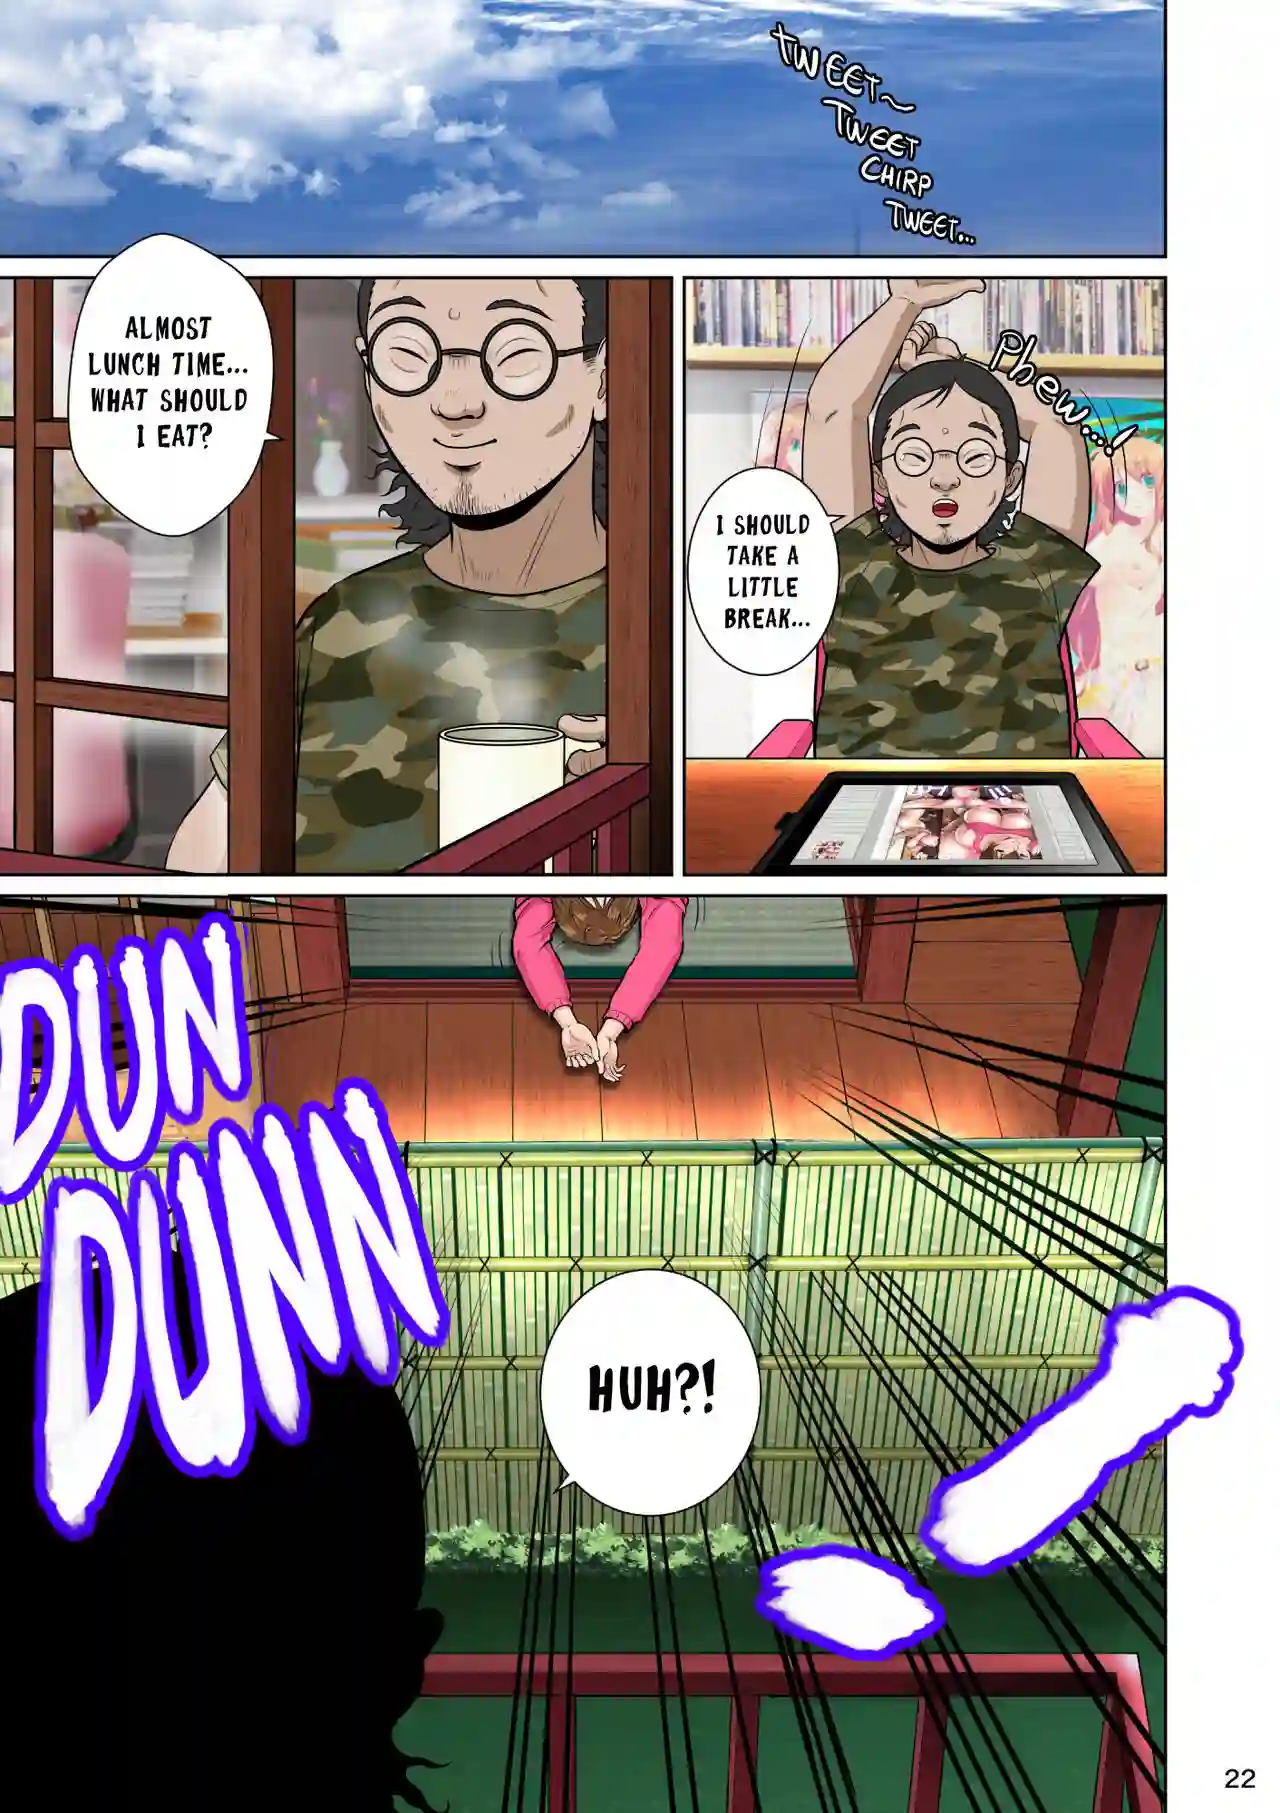 TWEET~
TWEET
CHIRP
TWEET...
Phew...!
I SHOULD
TAKE A
LITTLE
BREAK...
ALMOST
LUNCH TIME...
WHAT SHOULD
I EAT?
DUN
DUNN
HUH?!
22